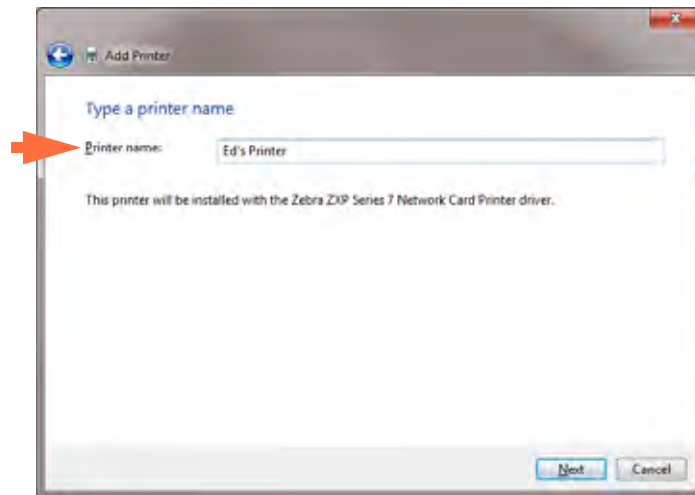 Add Printer
Type a printer name
Printer name: Ed's Printer
This printer will be installed with the Zebra ZXP Series 7 Network Card Printer driver.
Next Cancel